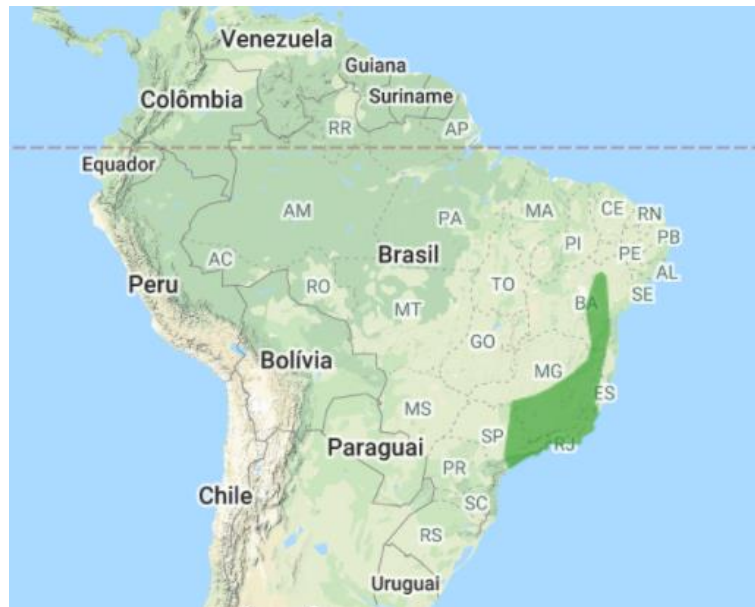 Venezuela
Guiana
Colômbia
Suriname
RR
AP
Equador
AM
PA
MA
CE
RN
PB
PI
PE
AL
Brasil
AC
RO
TO
SE
Peru
MT
BA
GO
Bolívia
MG
ES
MS
SP
RJ
Paraguai
PR
SC
Chile
RS
Uruguai